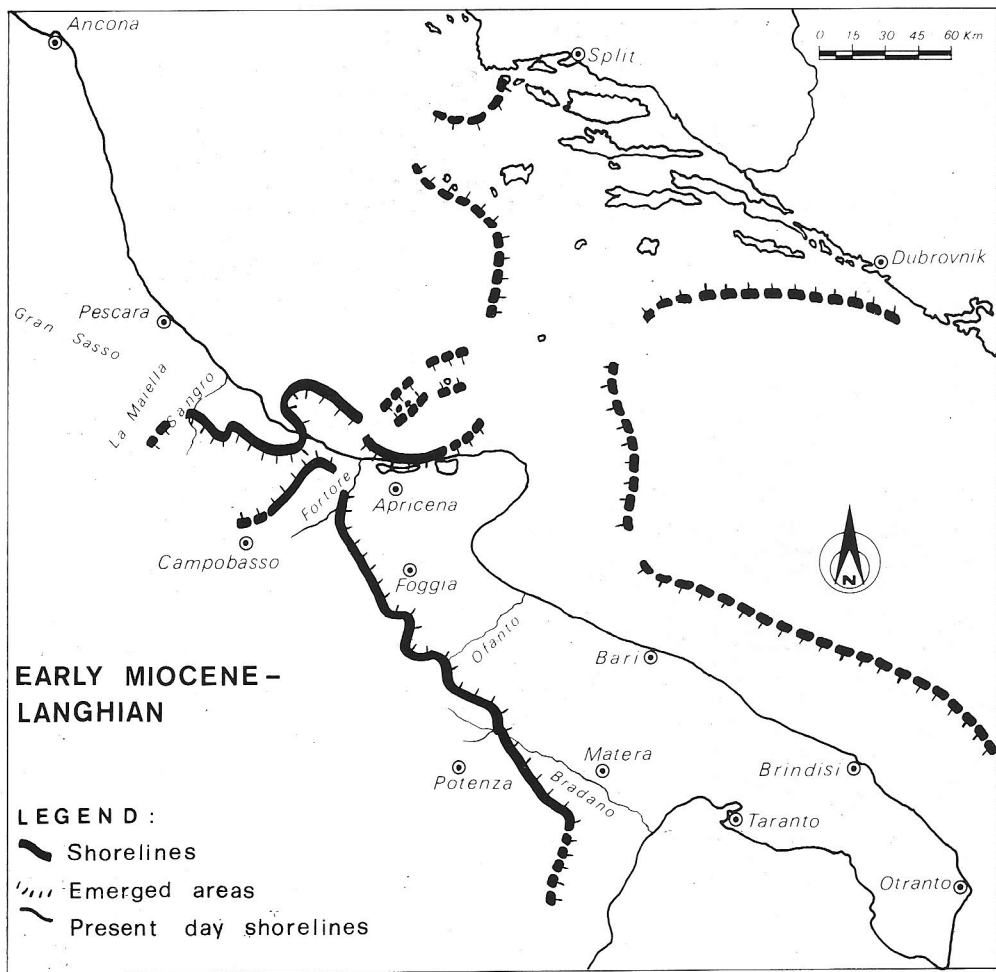 Ancona
0 15 30 45 60 Km
Split
Dubrovnik
Pescara
Gran Sasso
La Maiella
Sangro
Fortore
Apricena
Campobasso
Foggia
N
Ofanto
Bari
EARLY MIOCENE–
LANGHIAN
Matera
Potenza
Bradano
Brindisi
Taranto
Otranto
LEGEND :
Shorelines
Emerged areas
Present day shorelines